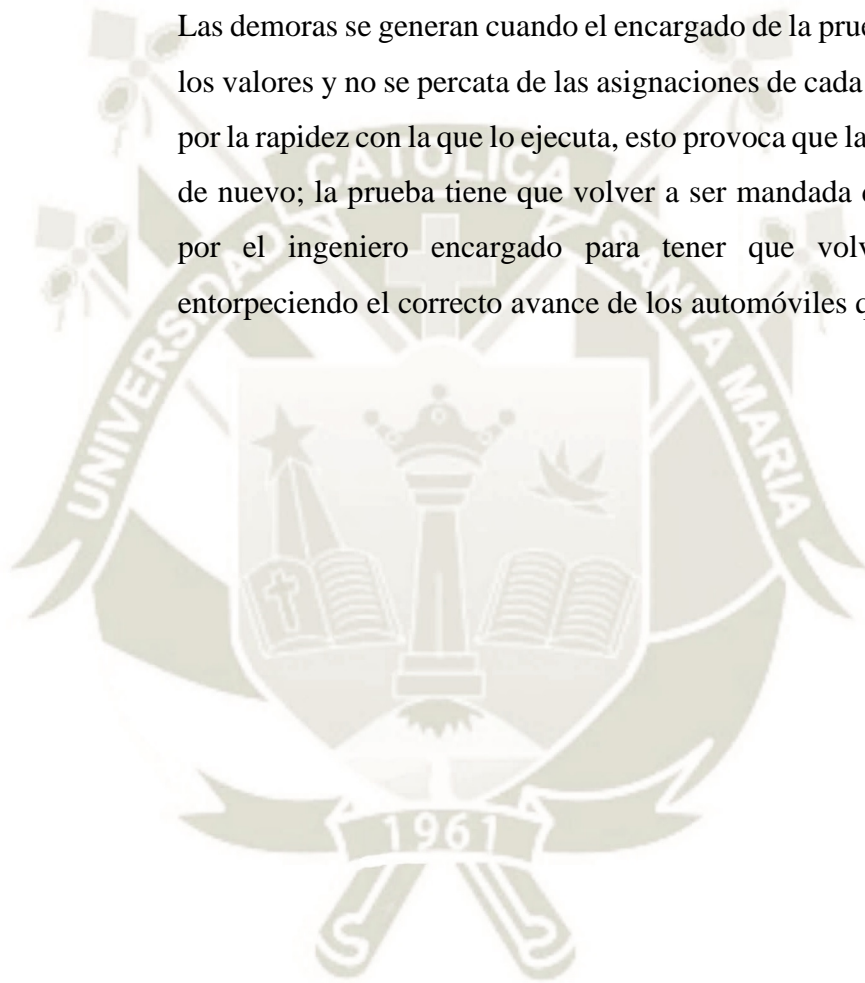 Las demoras se generan cuando el encargado de la prue
los valores y no se percata de las asignaciones de cada
por la rapidez con la que lo ejecuta, esto provoca que la
de nuevo; la prueba tiene que volver a ser mandada
por el ingeniero encargado para tener que volv
entorpeciendo el correcto avance de los automóviles q
UNIVERSIDAD CATOLICA SANTA MARIA
1961